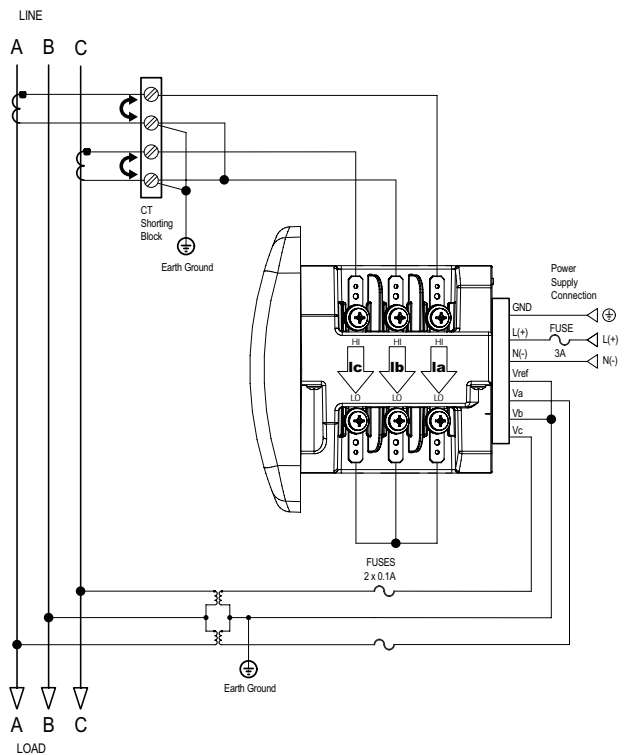 LINE
A B C
CT
Shorting
Block
Earth Ground
Power
Supply
Connection
GND
L(+)
FUSE
L(+)
N(-)
3A
N(-)
Vref
Va
Vb
Vc
HI HI HI
Ic Ib Ia
LO LO LO
FUSES
2 x 0.1A
Earth Ground
A B C
LOAD